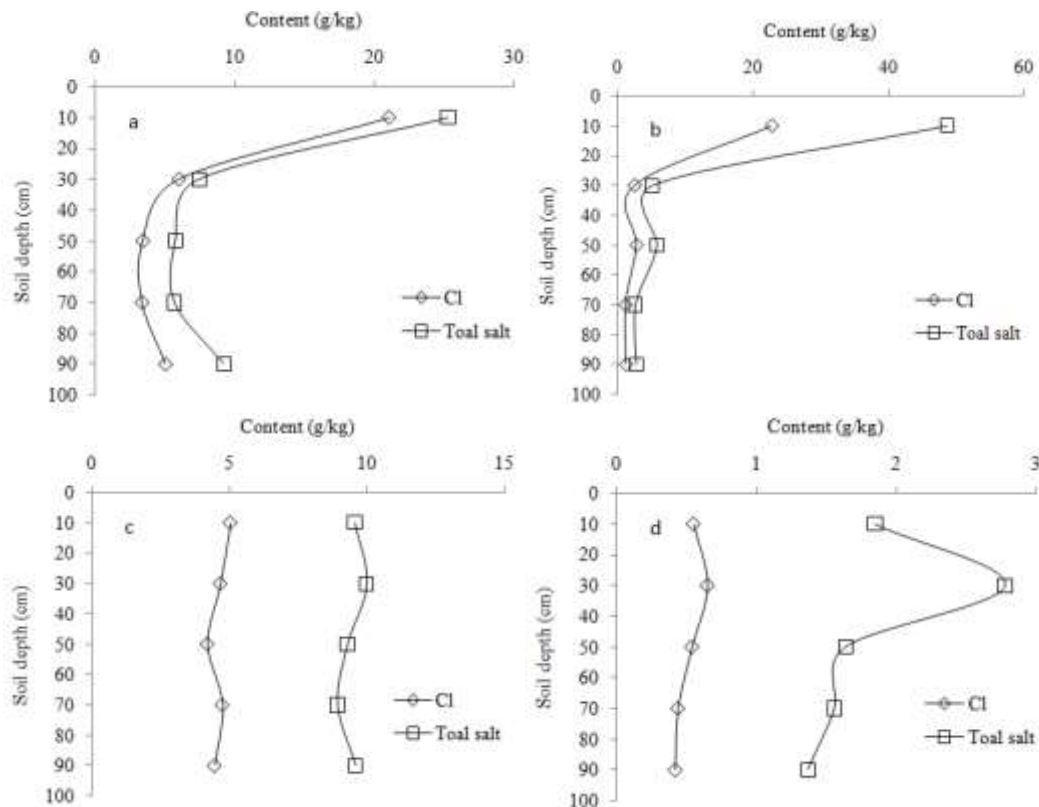 Content (g/kg)
0 10 20 30
0
10
20
30
40
50
60
70
80
90
100
Soil depth (cm)
a
Cl
Toal salt
Content (g/kg)
0 20 40 60
0
10
20
30
40
50
60
70
80
90
100
Soil depth (cm)
b
Cl
Toal salt
Content (g/kg)
0 5 10 15
0
10
20
30
40
50
60
70
80
90
100
Soil depth (cm)
c
Cl
Toal salt
Content (g/kg)
0 1 2 3
0
10
20
30
40
50
60
70
80
90
100
Soil depth (cm)
d
Cl
Toal salt